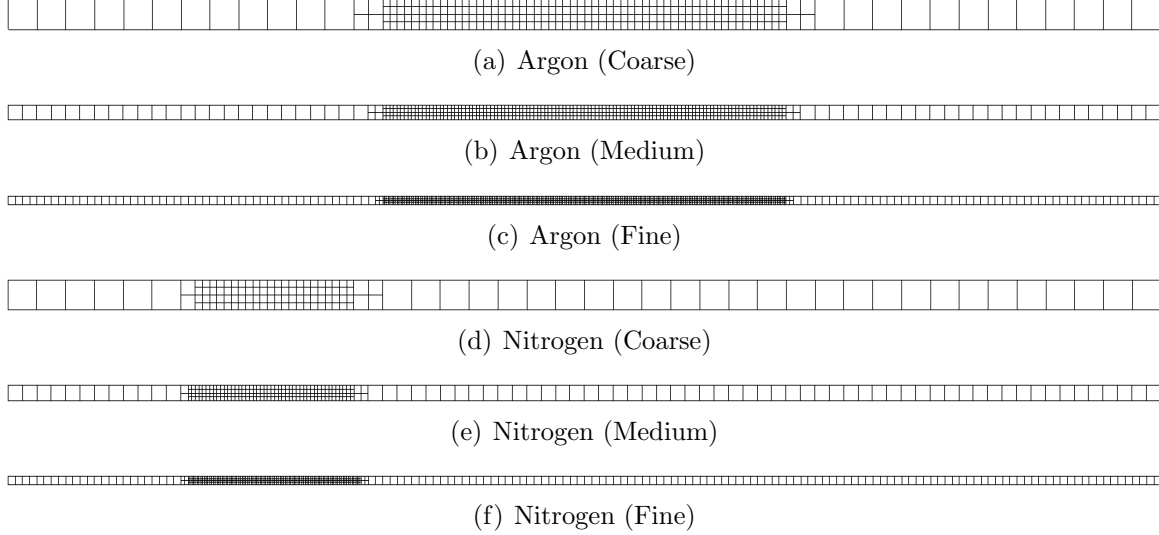 (a) Argon (Coarse)
(b) Argon (Medium)
(c) Argon (Fine)
(d) Nitrogen (Coarse)
(e) Nitrogen (Medium)
(f) Nitrogen (Fine)